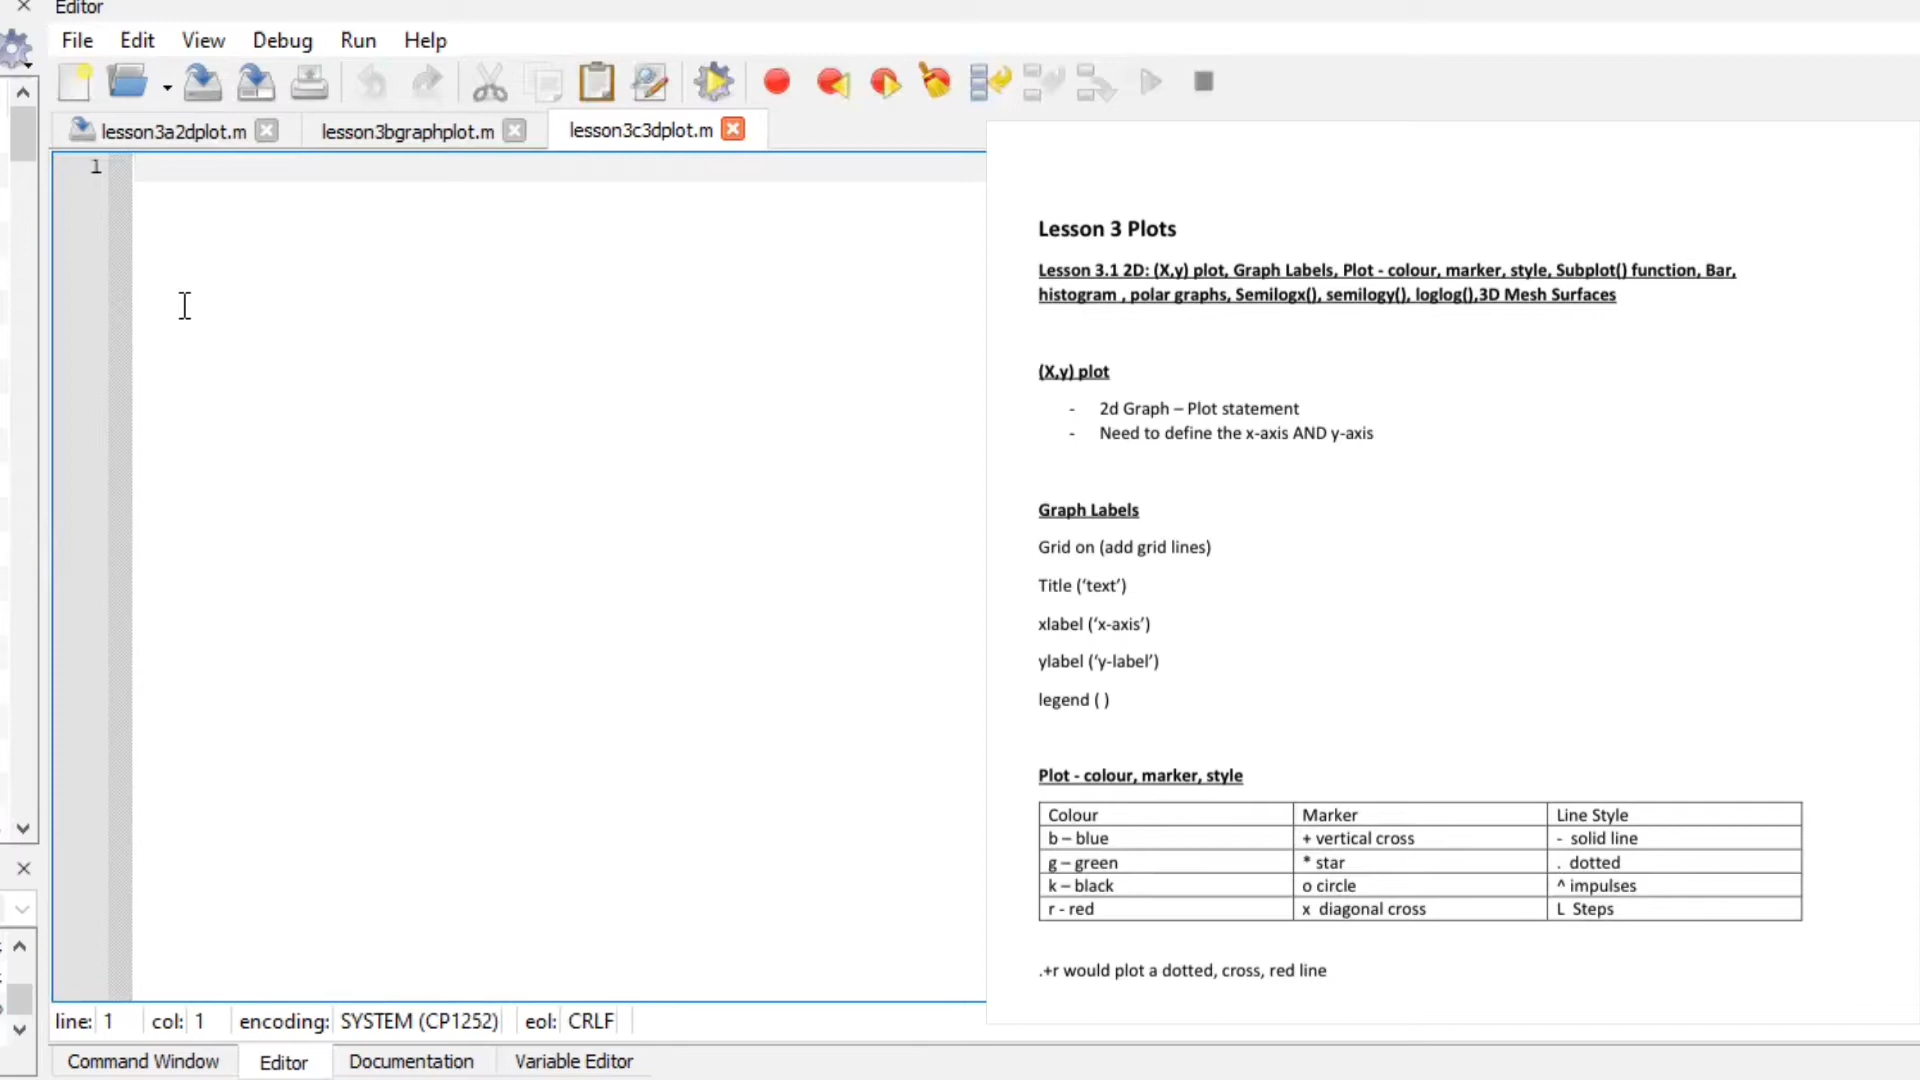 Editor
File Edit View Debug Run Help
lesson3a2dplot.m lesson3bgraphplot.m lesson3c3dplot.m
1
Lesson 3 Plots
Lesson 3.1 2D: (X,y) plot, Graph Labels, Plot - colour, marker, style, Subplot() function, Bar,
histogram , polar graphs, Semilogx(), semilogy(), loglog(),3D Mesh Surfaces
(X,y) plot
- 2d Graph – Plot statement
- Need to define the x-axis AND y-axis
Graph Labels
Grid on (add grid lines)
Title (‘text’)
xlabel (‘x-axis’)
ylabel (‘y-label’)
legend ( )
Plot - colour, marker, style
Colour Marker Line Style
b – blue + vertical cross - solid line
g – green * star . dotted
k – black o circle ^ impulses
r - red x diagonal cross L Steps
.+r would plot a dotted, cross, red line
line: 1 col: 1 encoding: SYSTEM (CP1252) eol: CRLF
Command Window Editor Documentation Variable Editor